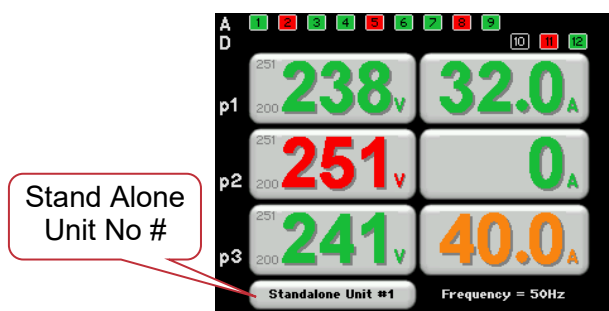 A 1 2 3 4 5 6 7 8 9
D 10 11 12
p1 251 200 238V 32.0A
p2 251 200 251V 0A
p3 251 200 241V 40.0A
Stand Alone
Unit No #
Standalone Unit #1 Frequency = 50Hz